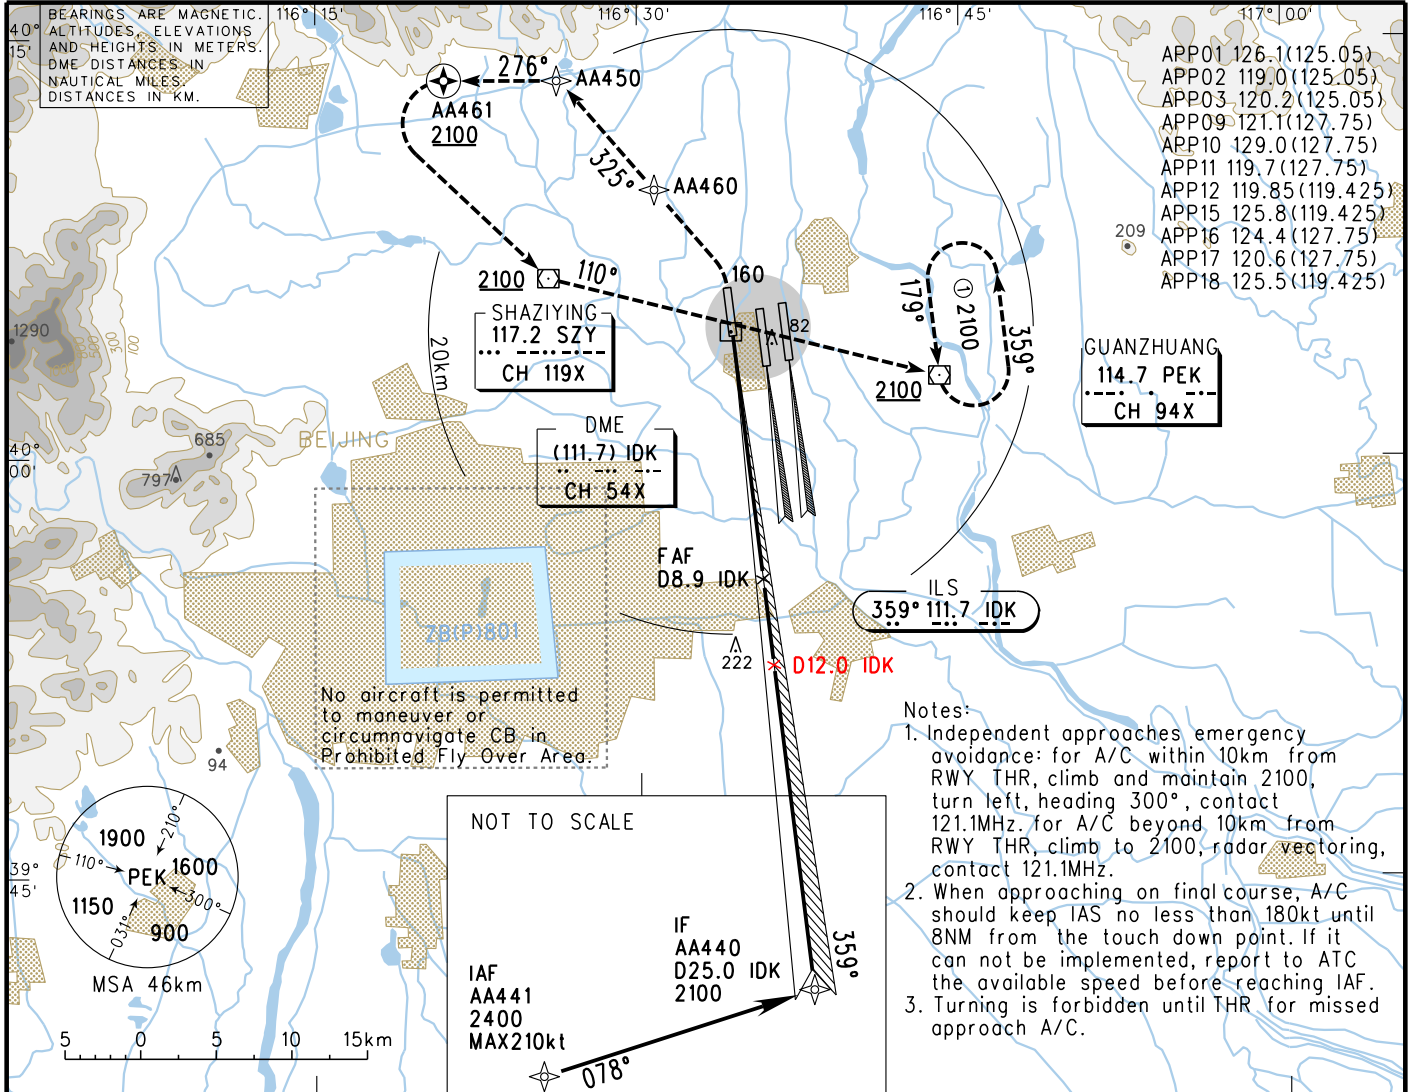 BEARINGS ARE MAGNETIC.
ALTITUDES, ELEVATIONS
AND HEIGHTS IN METERS.
DME DISTANCES IN
NAUTICAL MILES.
DISTANCES IN KM.
116°15'
116°30'
116°45'
117°00'
40°
15'
APP01 126.1(125.05)
APP02 119.0(125.05)
APP03 120.2(125.05)
APP09 121.1(127.75)
APP10 129.0(127.75)
APP11 119.7(127.75)
APP12 119.85(119.425)
APP15 125.8(119.425)
APP16 124.4(127.75)
APP17 120.6(127.75)
APP18 125.5(119.425)
276°
AA450
AA461
2100
325°
AA460
209
2100
110°
160
82
179°
① 2100
359°
2100
SHAZIYING
117.2 SZY
CH 119X
GUANZHUANG
114.7 PEK
CH 94X
1290
500
300
100
20km
DME
(111.7) IDK
CH 54X
BEIJING
685
797
40°
00'
FAF
D8.9 IDK
ILS
359° 111.7 IDK
ZB(P)801
222
D12.0 IDK
No aircraft is permitted
to maneuver or
circumnavigate CB in
Prohibited Fly Over Area.
94
Notes:
1. Independent approaches emergency
avoidance: for A/C within 10km from
RWY THR, climb and maintain 2100,
turn left, heading 300°, contact
121.1MHz. for A/C beyond 10km from
RWY THR, climb to 2100, radar vectoring,
contact 121.1MHz.
2. When approaching on final course, A/C
should keep IAS no less than 180kt until
8NM from the touch down point. If it
can not be implemented, report to ATC
the available speed before reaching IAF.
3. Turning is forbidden until THR for missed
approach A/C.
39°
45'
1900
210°
110°
PEK
1600
300°
1150
031°
900
MSA 46km
5 0 5 10 15km
NOT TO SCALE
IF
AA440
D25.0 IDK
2100
359°
IAF
AA441
2400
MAX210kt
078°